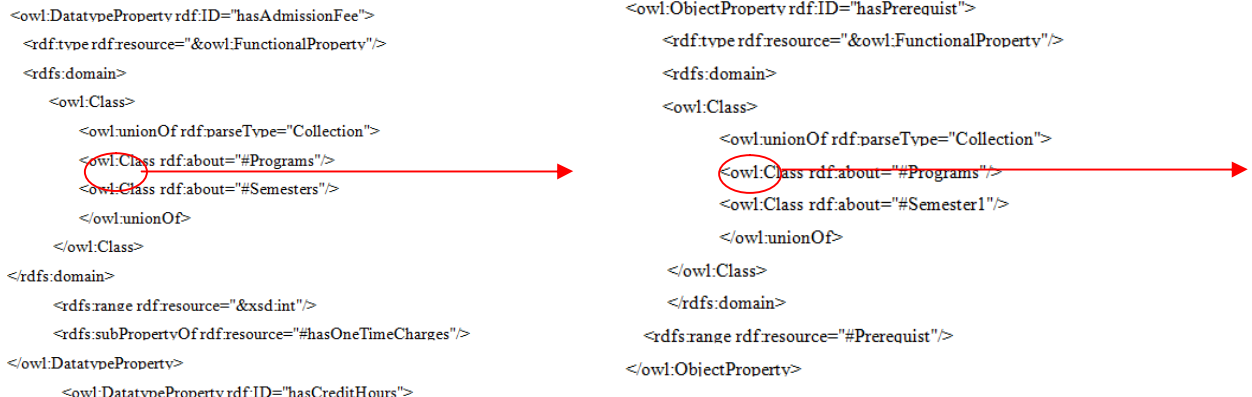 <owl:DatatypeProperty rdf:ID="hasAdmissionFee">
<rdf:type rdf:resource="&owl:FunctionalProperty"/>
<rdfs:domain>
<owl:Class>
<owl:unionOf rdf:parseType="Collection">
<owl:Class rdf:about="#Programs"/>
<owl:Class rdf:about="#Semesters"/>
</owl:unionOf>
</owl:Class>
</rdfs:domain>
<rdfs:range rdf:resource="&xsd:int"/>
<rdfs:subPropertyOf rdf:resource="#hasOneTimeCharges"/>
</owl:DatatypeProperty>
<owl:DatatypeProperty rdf:ID="hasCreditHours">
<owl:ObjectProperty rdf:ID="hasPrerequist">
<rdf:type rdf:resource="&owl:FunctionalProperty"/>
<rdfs:domain>
<owl:Class>
<owl:unionOf rdf:parseType="Collection">
<owl:Class rdf:about="#Programs"/>
<owl:Class rdf:about="#Semester1"/>
</owl:unionOf>
</owl:Class>
</rdfs:domain>
<rdfs:range rdf:resource="#Prerequist"/>
</owl:ObjectProperty>